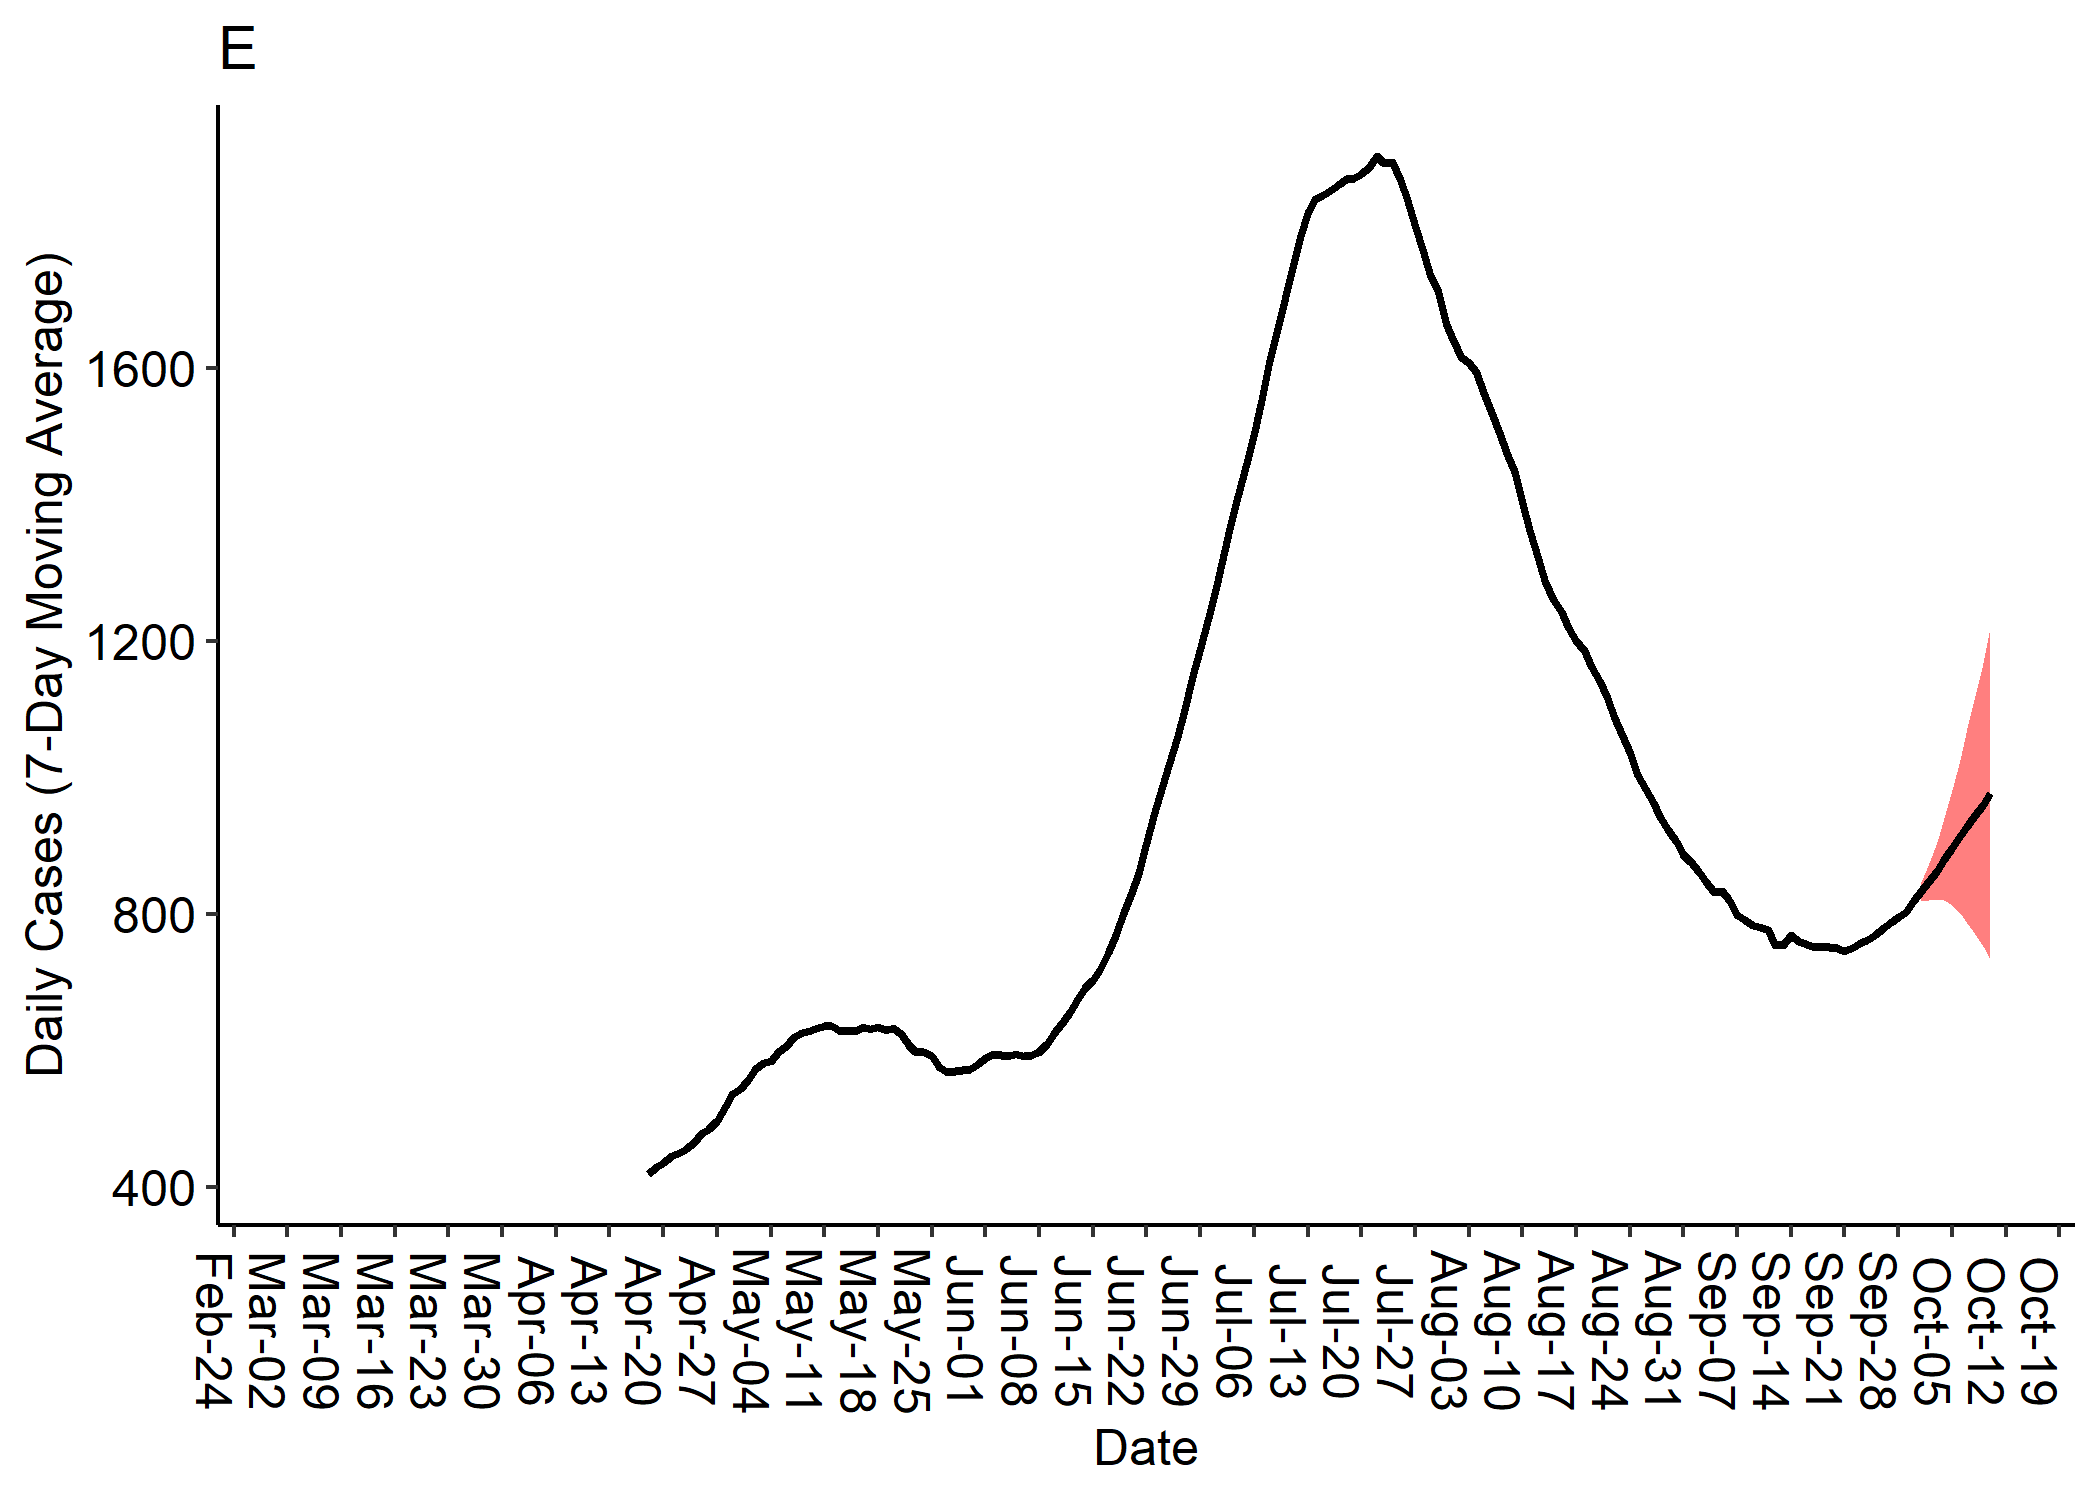 E
Daily Cases (7-Day Moving Average)
1600
1200
800
400
Feb-24
Mar-02
Mar-09
Mar-16
Mar-23
Mar-30
Apr-06
Apr-13
Apr-20
Apr-27
May-04
May-11
May-18
May-25
Jun-01
Jun-08
Jun-15
Jun-22
Jun-29
Jul-06
Jul-13
Jul-20
Jul-27
Aug-03
Aug-10
Aug-17
Aug-24
Aug-31
Sep-07
Sep-14
Sep-21
Sep-28
Oct-05
Oct-12
Oct-19
Date